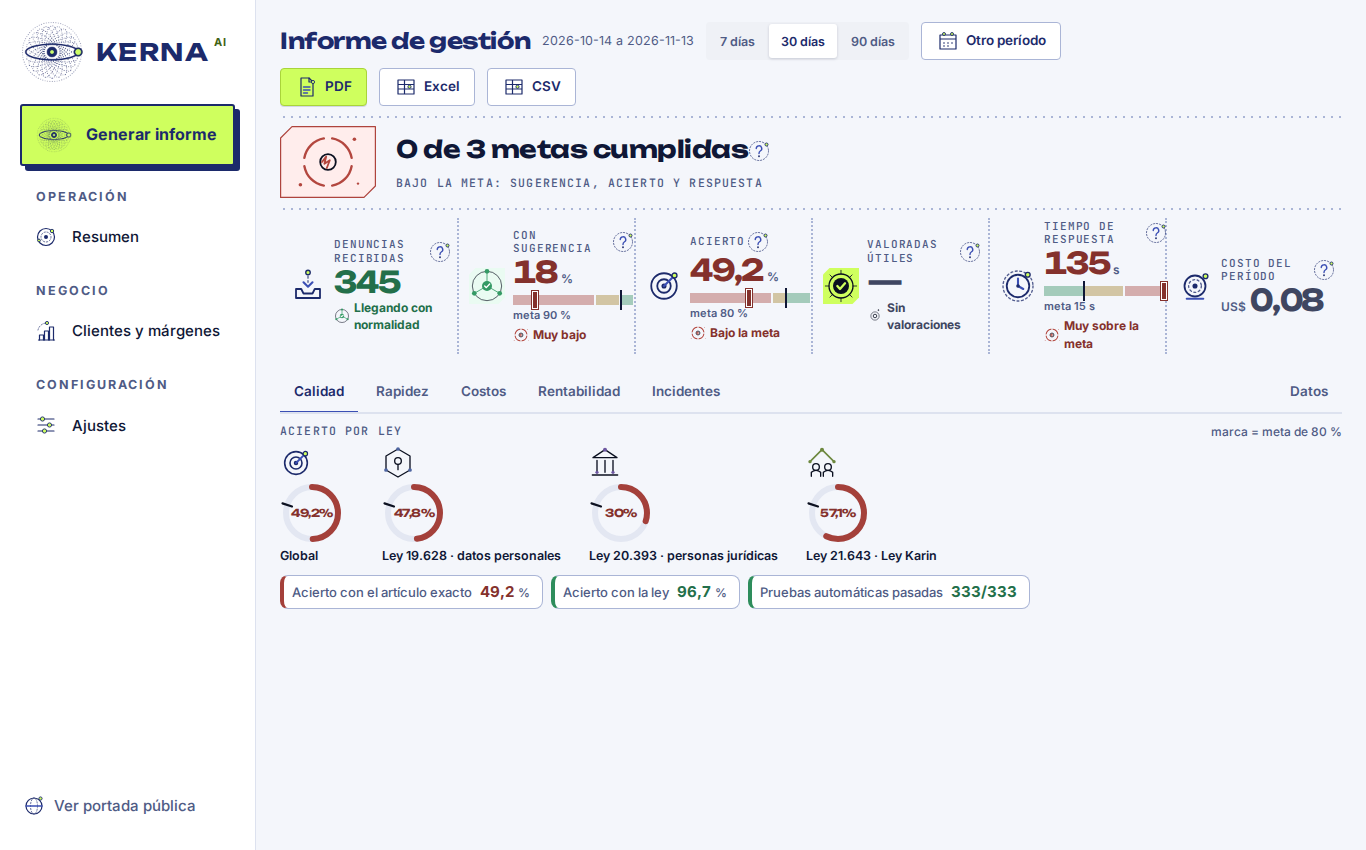 KERNA AI
Generar informe
OPERACIÓN
Resumen
NEGOCIO
Clientes y márgenes
CONFIGURACIÓN
Ajustes
Ver portada pública
Informe de gestión 2026-10-14 a 2026-11-13 7 días 30 días 90 días Otro período
PDF Excel CSV
0 de 3 metas cumplidas ?
BAJO LA META: SUGERENCIA, ACIERTO Y RESPUESTA
DENUNCIAS
RECIBIDAS ?
345
Llegando con
normalidad
CON
SUGERENCIA ?
18 %
meta 90 %
Muy bajo
ACIERTO ?
49,2 %
meta 80 %
Bajo la meta
VALORADAS
ÚTILES ?
—
Sin
valoraciones
TIEMPO DE
RESPUESTA ?
135 s
meta 15 s
Muy sobre la
meta
COSTO DEL
PERÍODO ?
US$ 0,08
Calidad Rapidez Costos Rentabilidad Incidentes Datos
ACIERTO POR LEY marca = meta de 80 %
49,2% 47,8% 30% 57,1%
Global Ley 19.628 · datos personales Ley 20.393 · personas jurídicas Ley 21.643 · Ley Karin
Acierto con el artículo exacto 49,2 % Acierto con la ley 96,7 % Pruebas automáticas pasadas 333/333